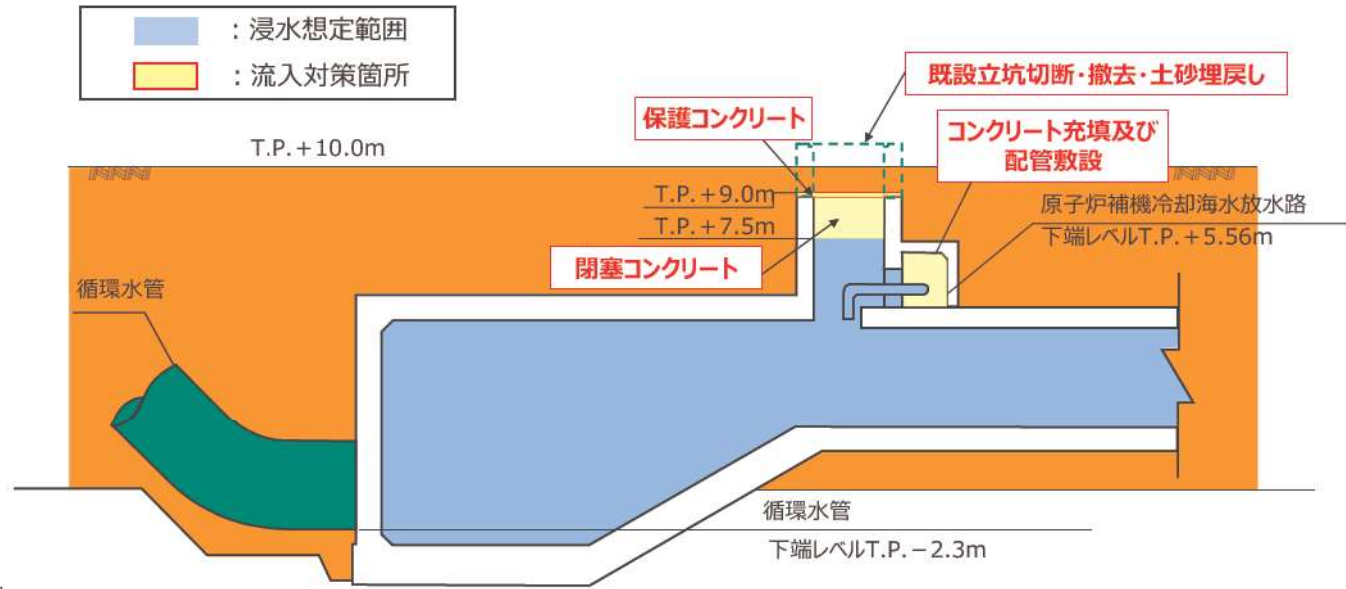 ：浸水想定範囲
：流入対策箇所
既設立坑切断・撤去・土砂埋戻し
保護コンクリート
コンクリート充填及び
配管敷設
T.P.＋10.0m
T.P.＋9.0m
T.P.＋7.5m
原子炉補機冷却海水放水路
下端レベルT.P.＋5.56m
閉塞コンクリート
循環水管
循環水管
下端レベルT.P.－2.3m